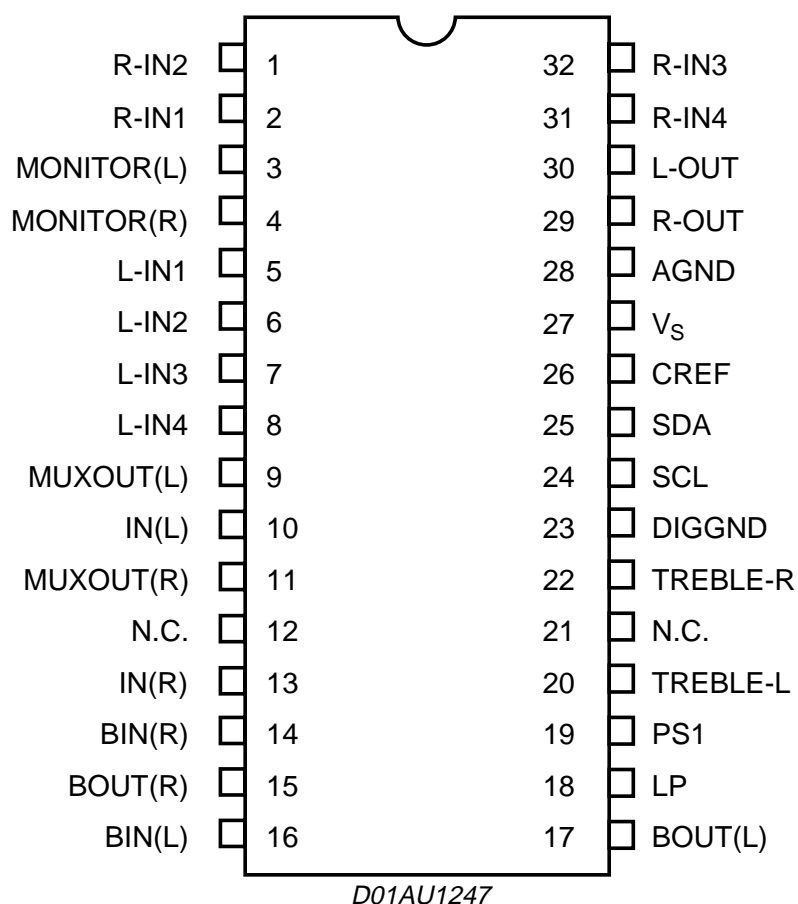 R-IN2 1 32 R-IN3
R-IN1 2 31 R-IN4
MONITOR(L) 3 30 L-OUT
MONITOR(R) 4 29 R-OUT
L-IN1 5 28 AGND
L-IN2 6 27 VS
L-IN3 7 26 CREF
L-IN4 8 25 SDA
MUXOUT(L) 9 24 SCL
IN(L) 10 23 DIGGND
MUXOUT(R) 11 22 TREBLE-R
N.C. 12 21 N.C.
IN(R) 13 20 TREBLE-L
BIN(R) 14 19 PS1
BOUT(R) 15 18 LP
BIN(L) 16 17 BOUT(L)
D01AU1247